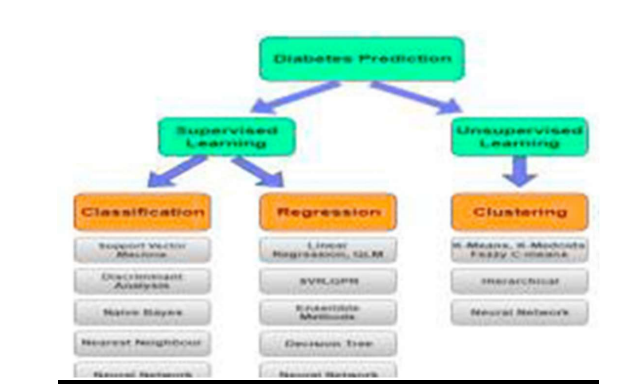 Diabetes Prediction
Supervised
Learning
Unsupervised
Learning
Classification
Regression
Clustering
Support Vector
Machine
Linear
Regression, GLM
K-Means, K-Medoids
Fuzzy C-means
Discriminant
Analysis
SVR,GPR
Hierarchical
Naive Bayes
Ensemble
Methods
Neural Network
Nearest Neighbour
Decision Tree
Neural Network
Neural Network